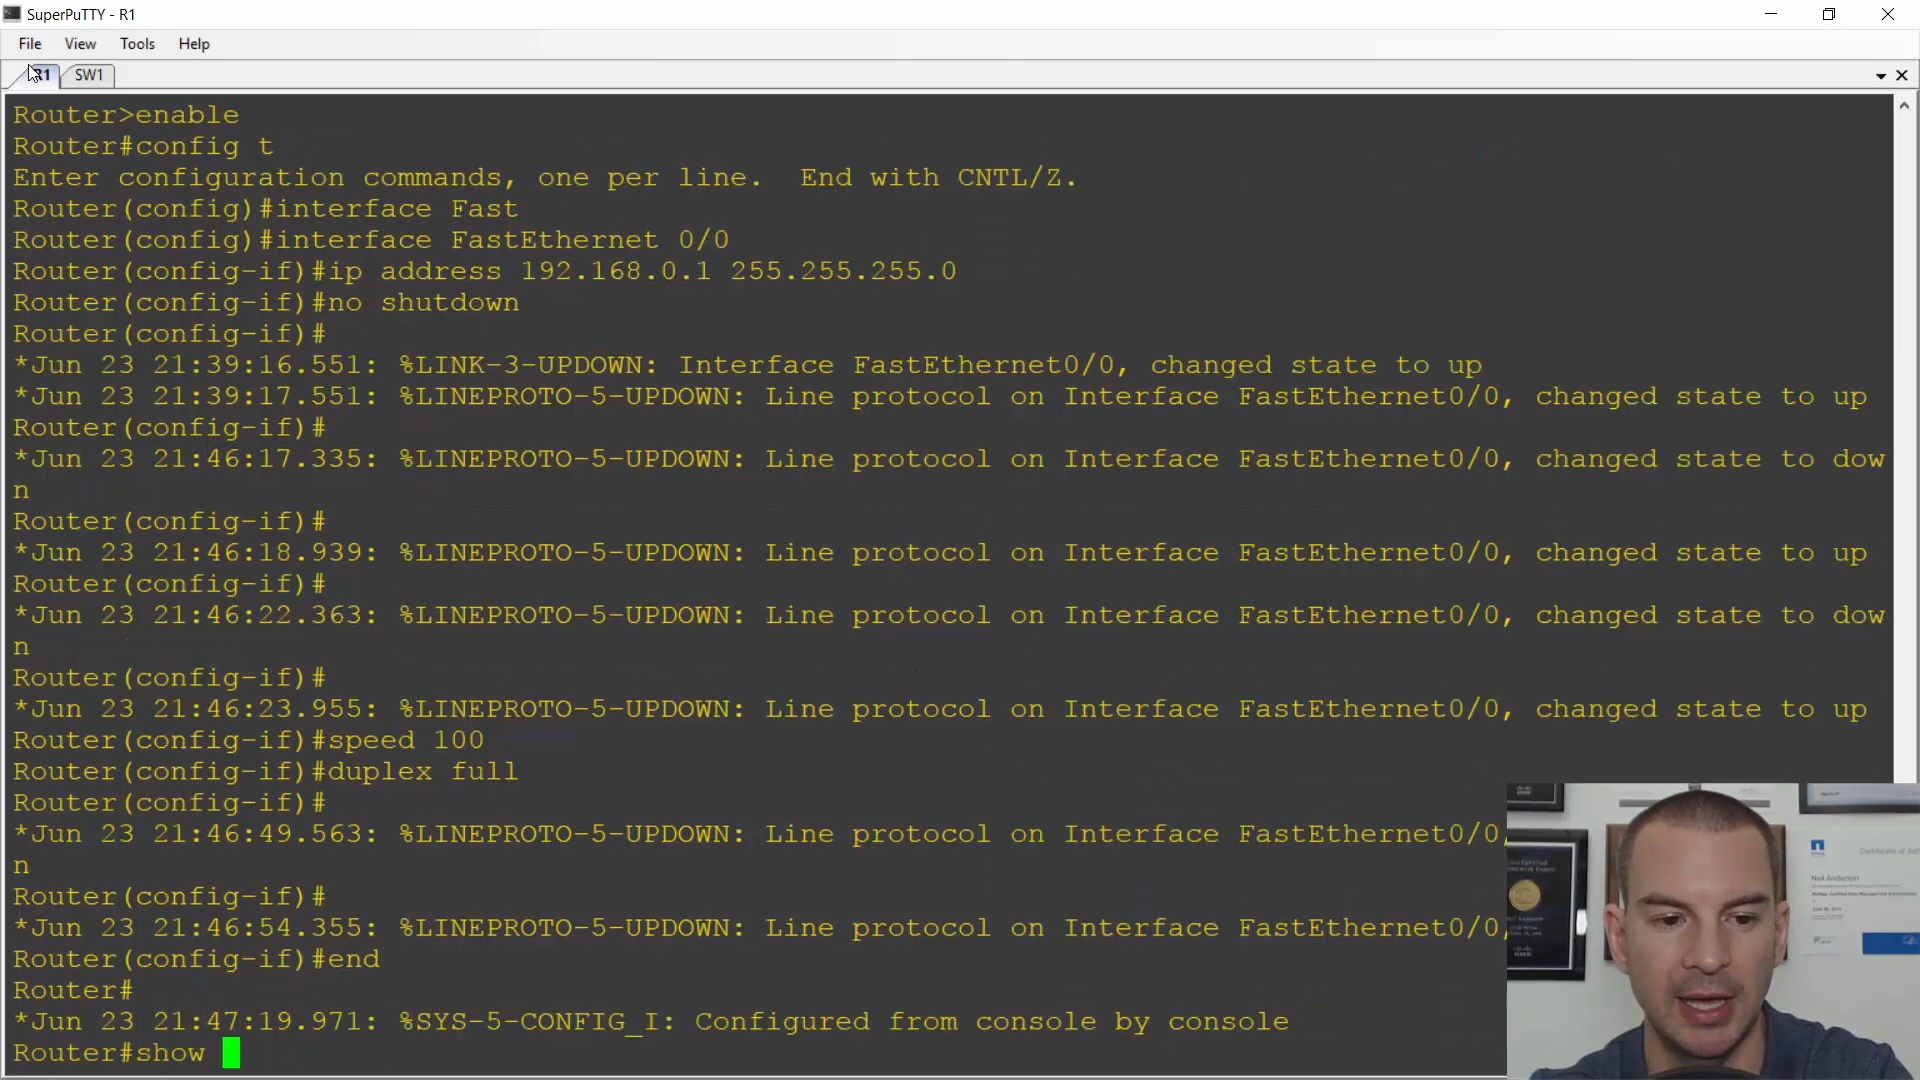 SuperPuTTY - R1
File View Tools Help
R1 SW1
Router>enable
Router#config t
Enter configuration commands, one per line.  End with CNTL/Z.
Router(config)#interface Fast
Router(config)#interface FastEthernet 0/0
Router(config-if)#ip address 192.168.0.1 255.255.255.0
Router(config-if)#no shutdown
Router(config-if)#
*Jun 23 21:39:16.551: %LINK-3-UPDOWN: Interface FastEthernet0/0, changed state to up
*Jun 23 21:39:17.551: %LINEPROTO-5-UPDOWN: Line protocol on Interface FastEthernet0/0, changed state to up
Router(config-if)#
*Jun 23 21:46:17.335: %LINEPROTO-5-UPDOWN: Line protocol on Interface FastEthernet0/0, changed state to dow
n
Router(config-if)#
*Jun 23 21:46:18.939: %LINEPROTO-5-UPDOWN: Line protocol on Interface FastEthernet0/0, changed state to up
Router(config-if)#
*Jun 23 21:46:22.363: %LINEPROTO-5-UPDOWN: Line protocol on Interface FastEthernet0/0, changed state to dow
n
Router(config-if)#
*Jun 23 21:46:23.955: %LINEPROTO-5-UPDOWN: Line protocol on Interface FastEthernet0/0, changed state to up
Router(config-if)#speed 100
Router(config-if)#duplex full
Router(config-if)#
*Jun 23 21:46:49.563: %LINEPROTO-5-UPDOWN: Line protocol on Interface FastEthernet0/0,
n
Router(config-if)#
*Jun 23 21:46:54.355: %LINEPROTO-5-UPDOWN: Line protocol on Interface FastEthernet0/0,
Router(config-if)#end
Router#
*Jun 23 21:47:19.971: %SYS-5-CONFIG_I: Configured from console by console
Router#show
Neil Anderson